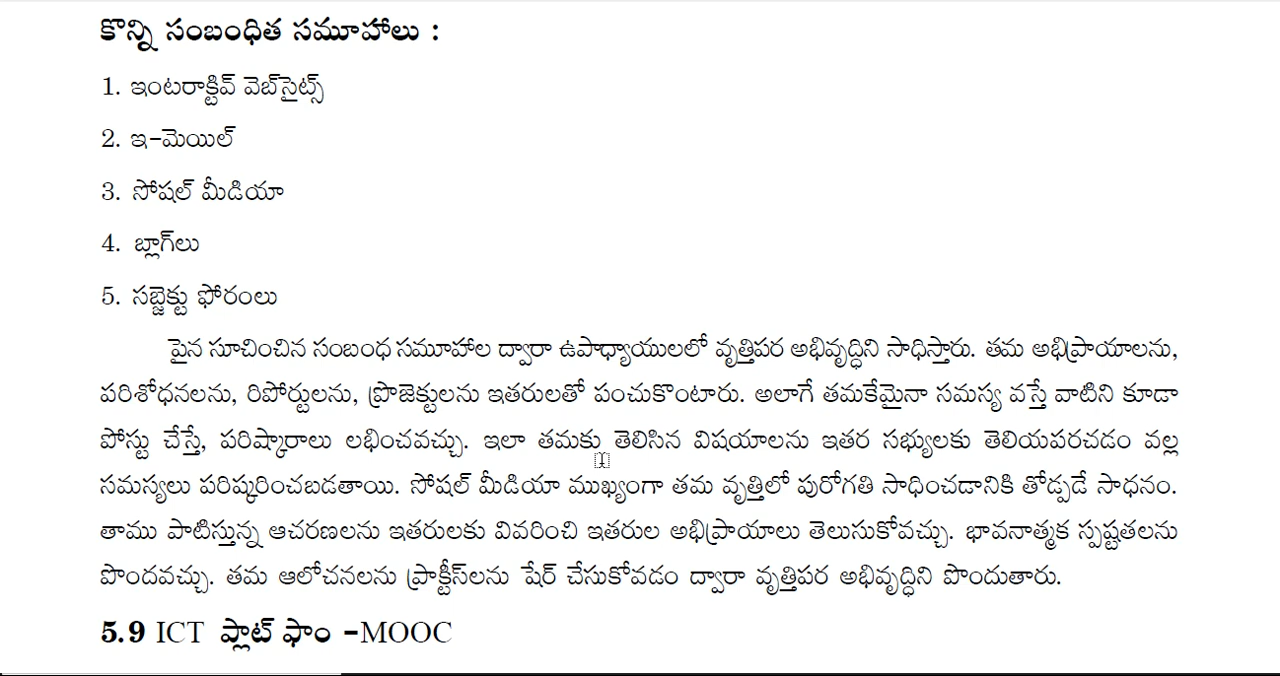 కొన్ని సంబంధిత సమూహాలు :
1. ఇంటరాక్టివ్ వెబ్‌సైట్స్
2. ఇ-మెయిల్
3. సోషల్ మీడియా
4. బ్లాగ్‌లు
5. సబ్జెక్టు ఫోరంలు
పైన సూచించిన సంబంధ సమూహాల ద్వారా ఉపాధ్యాయులలో వృత్తిపర అభివృద్ధిని సాధిస్తారు. తమ అభిప్రాయాలను,
పరిశోధనలను, రిపోర్టులను, ప్రొజెక్టులను ఇతరులతో పంచుకొంటారు. అలాగే తమకేమైనా సమస్య వస్తే వాటిని కూడా
పోస్టు చేస్తే, పరిష్కారాలు లభించవచ్చు. ఇలా తమకు తెలిసిన విషయాలను ఇతర సభ్యులకు తెలియపరచడం వల్ల
సమస్యలు పరిష్కరించబడతాయి. సోషల్ మీడియా ముఖ్యంగా తమ వృత్తిలో పురోగతి సాధించడానికి తోడ్పడే సాధనం.
తాము పాటిస్తున్న ఆచరణలను ఇతరులకు వివరించి ఇతరుల అభిప్రాయాలు తెలుసుకోవచ్చు. భావనాత్మక స్పష్టతలను
పొందవచ్చు. తమ ఆలోచనలను ప్రాక్టీస్‌లను షేర్ చేసుకోవడం ద్వారా వృత్తిపర అభివృద్ధిని పొందుతారు.
5.9 ICT ప్లాట్ ఫాం -MOOC